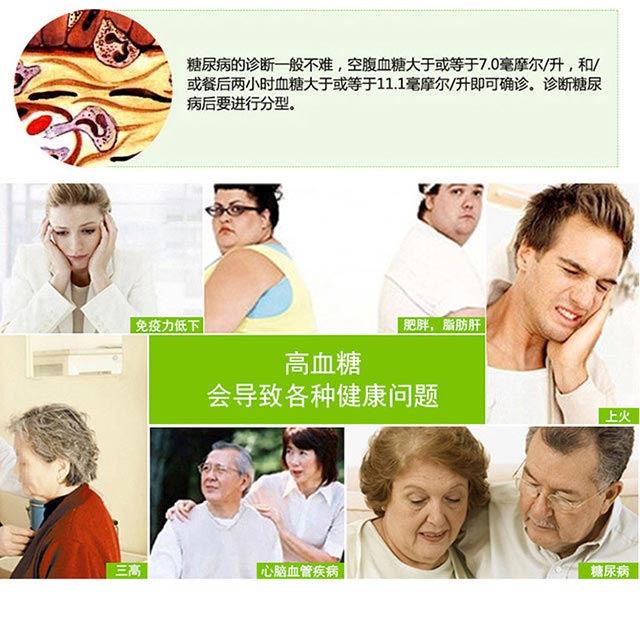 糖尿病的诊断一般不难，空腹血糖大于或等于7.0毫摩尔/升，和/
或餐后两小时血糖大于或等于11.1毫摩尔/升即可确诊。诊断糖尿
病后要进行分型。
免疫力低下
肥胖，脂肪肝
高血糖
会导致各种健康问题
上火
三高
心脑血管疾病
糖尿病